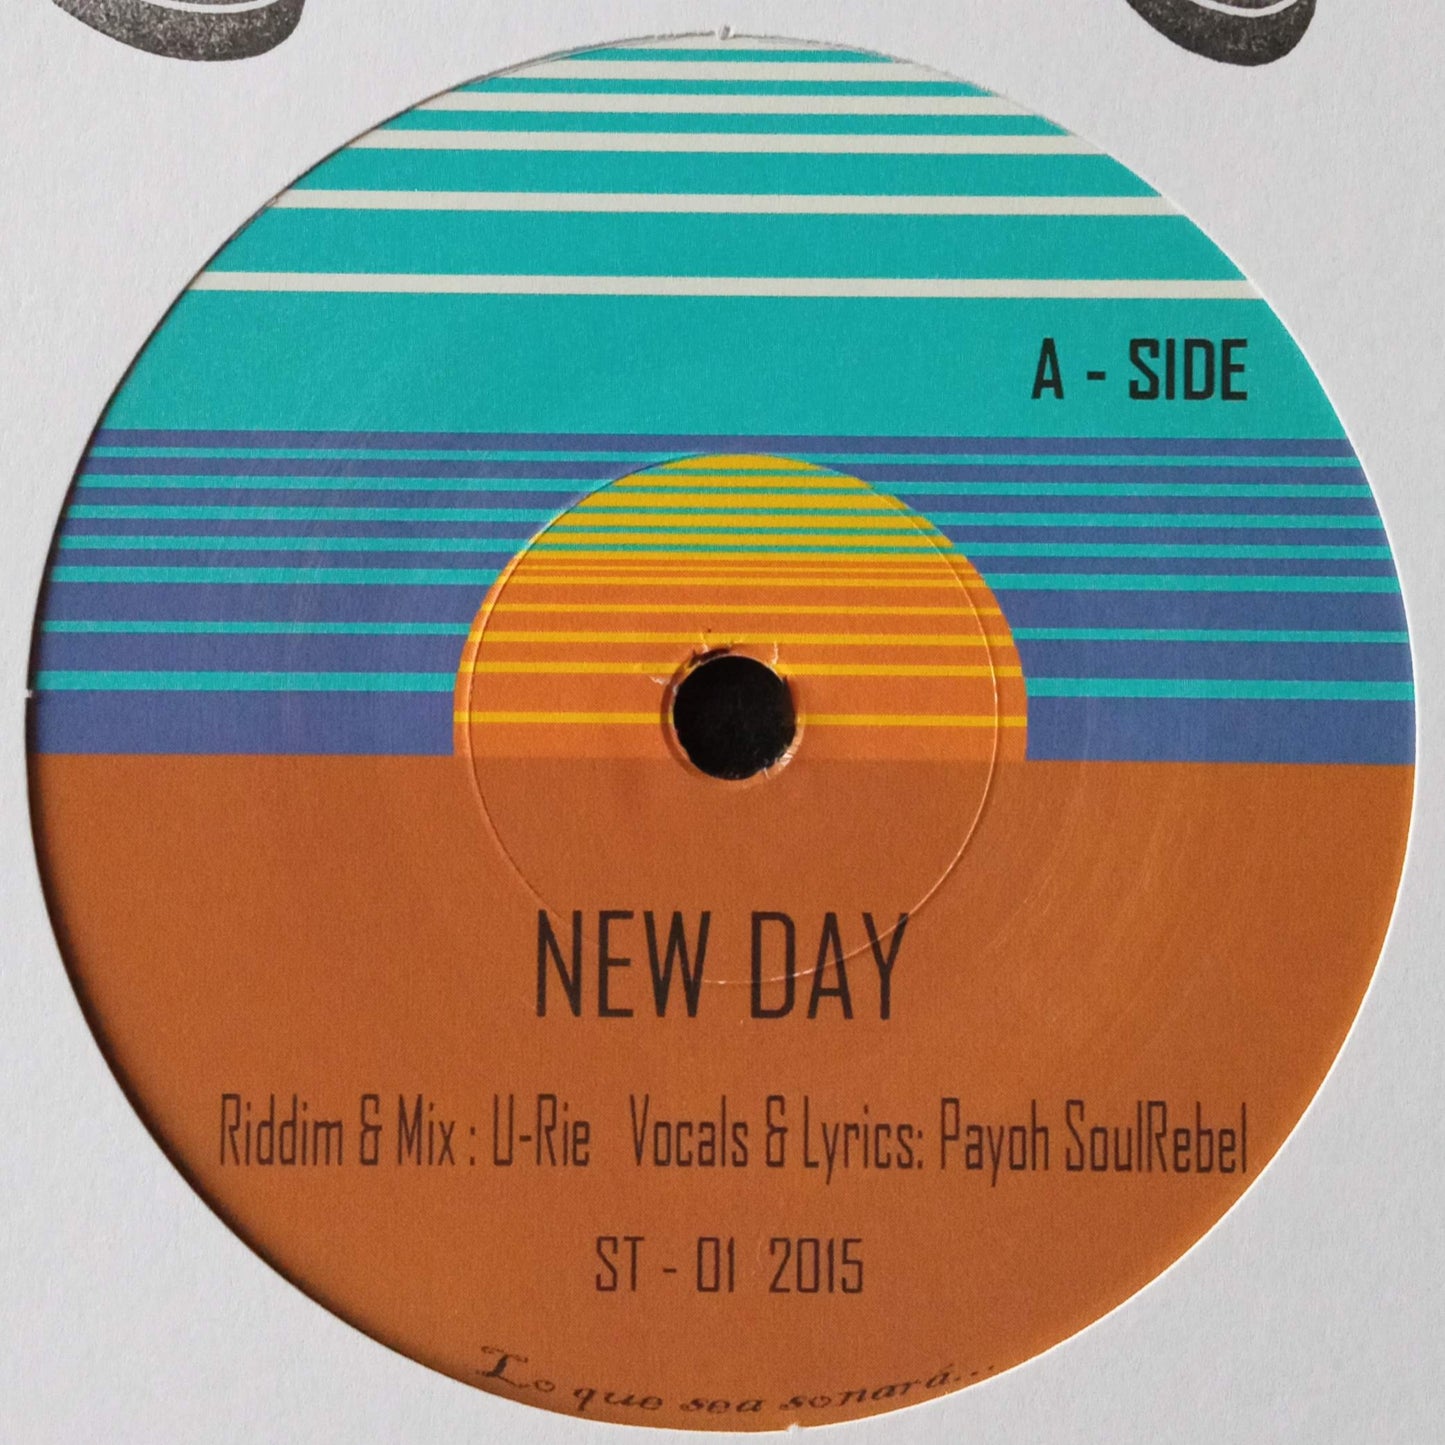 A - SIDE
NEW DAY
Riddim & Mix : U-Rie Vocals & Lyrics: Payoh SoulRebel
ST - 01 2015
Lo que sea sonará...